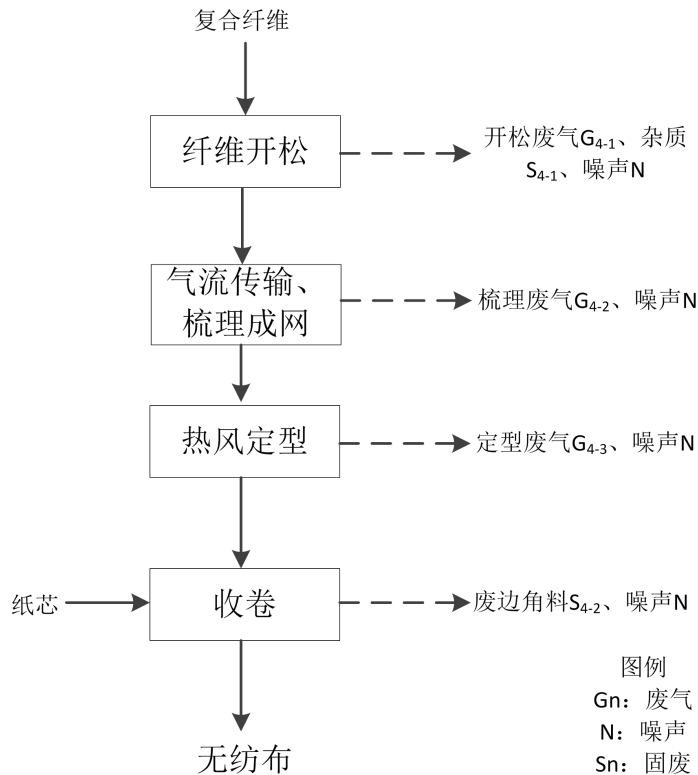 复合纤维
纤维开松
开松废气G4-1、杂质
S4-1、噪声N
气流传输、
梳理成网
梳理废气G4-2、噪声N
热风定型
定型废气G4-3、噪声N
纸芯
收卷
废边角料S4-2、噪声N
无纺布
图例
Gn：废气
N：噪声
Sn：固废